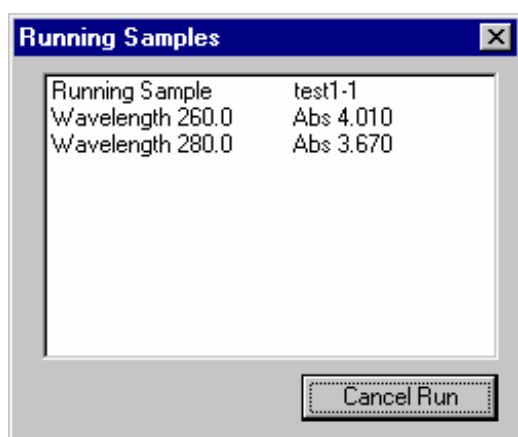 Running Samples
Running Sample test1-1
Wavelength 260.0 Abs 4.010
Wavelength 280.0 Abs 3.670
Cancel Run